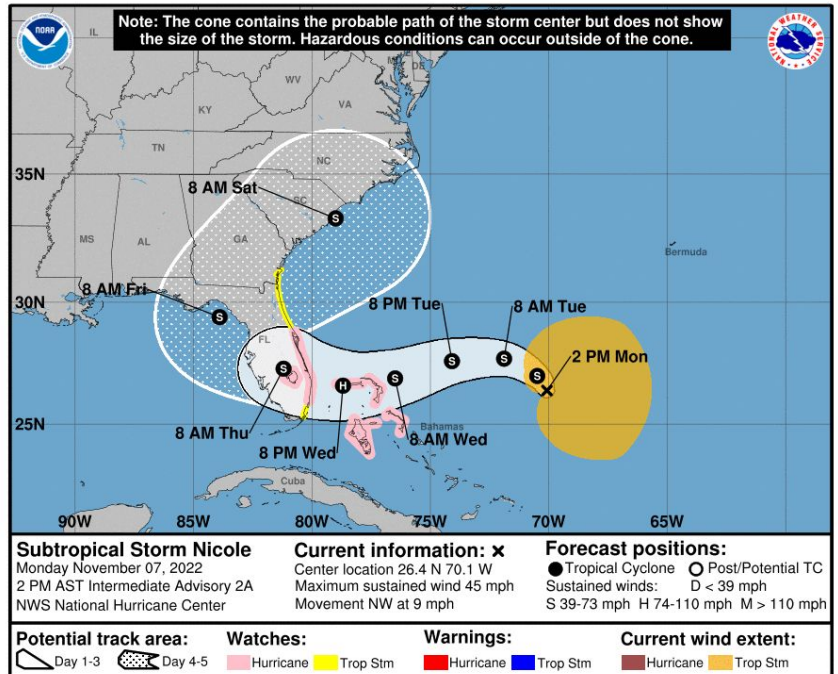 Note: The cone contains the probable path of the storm center but does not show
the size of the storm. Hazardous conditions can occur outside of the cone.
NOAA
NATIONAL WEATHER SERVICE
IL
WV
DE
KY
VA
TN
NC
35N
8 AM Sat
SC
MS
AL
GA
Bermuda
8 AM Fri
30N
8 PM Tue
8 AM Tue
FL
2 PM Mon
25N
8 AM Thu
8 AM Wed
Bahamas
8 PM Wed
Cuba
90W
85W
80W
75W
70W
65W
S
S
S
H
S
S
S
S
Subtropical Storm Nicole
Monday November 07, 2022
2 PM AST Intermediate Advisory 2A
NWS National Hurricane Center
Current information: x
Center location 26.4 N 70.1 W
Maximum sustained wind 45 mph
Movement NW at 9 mph
Forecast positions:
Tropical Cyclone Post/Potential TC
Sustained winds: D < 39 mph
S 39-73 mph H 74-110 mph M > 110 mph
Potential track area:
Day 1-3 Day 4-5
Watches:
Hurricane Trop Stm
Warnings:
Hurricane Trop Stm
Current wind extent:
Hurricane Trop Stm